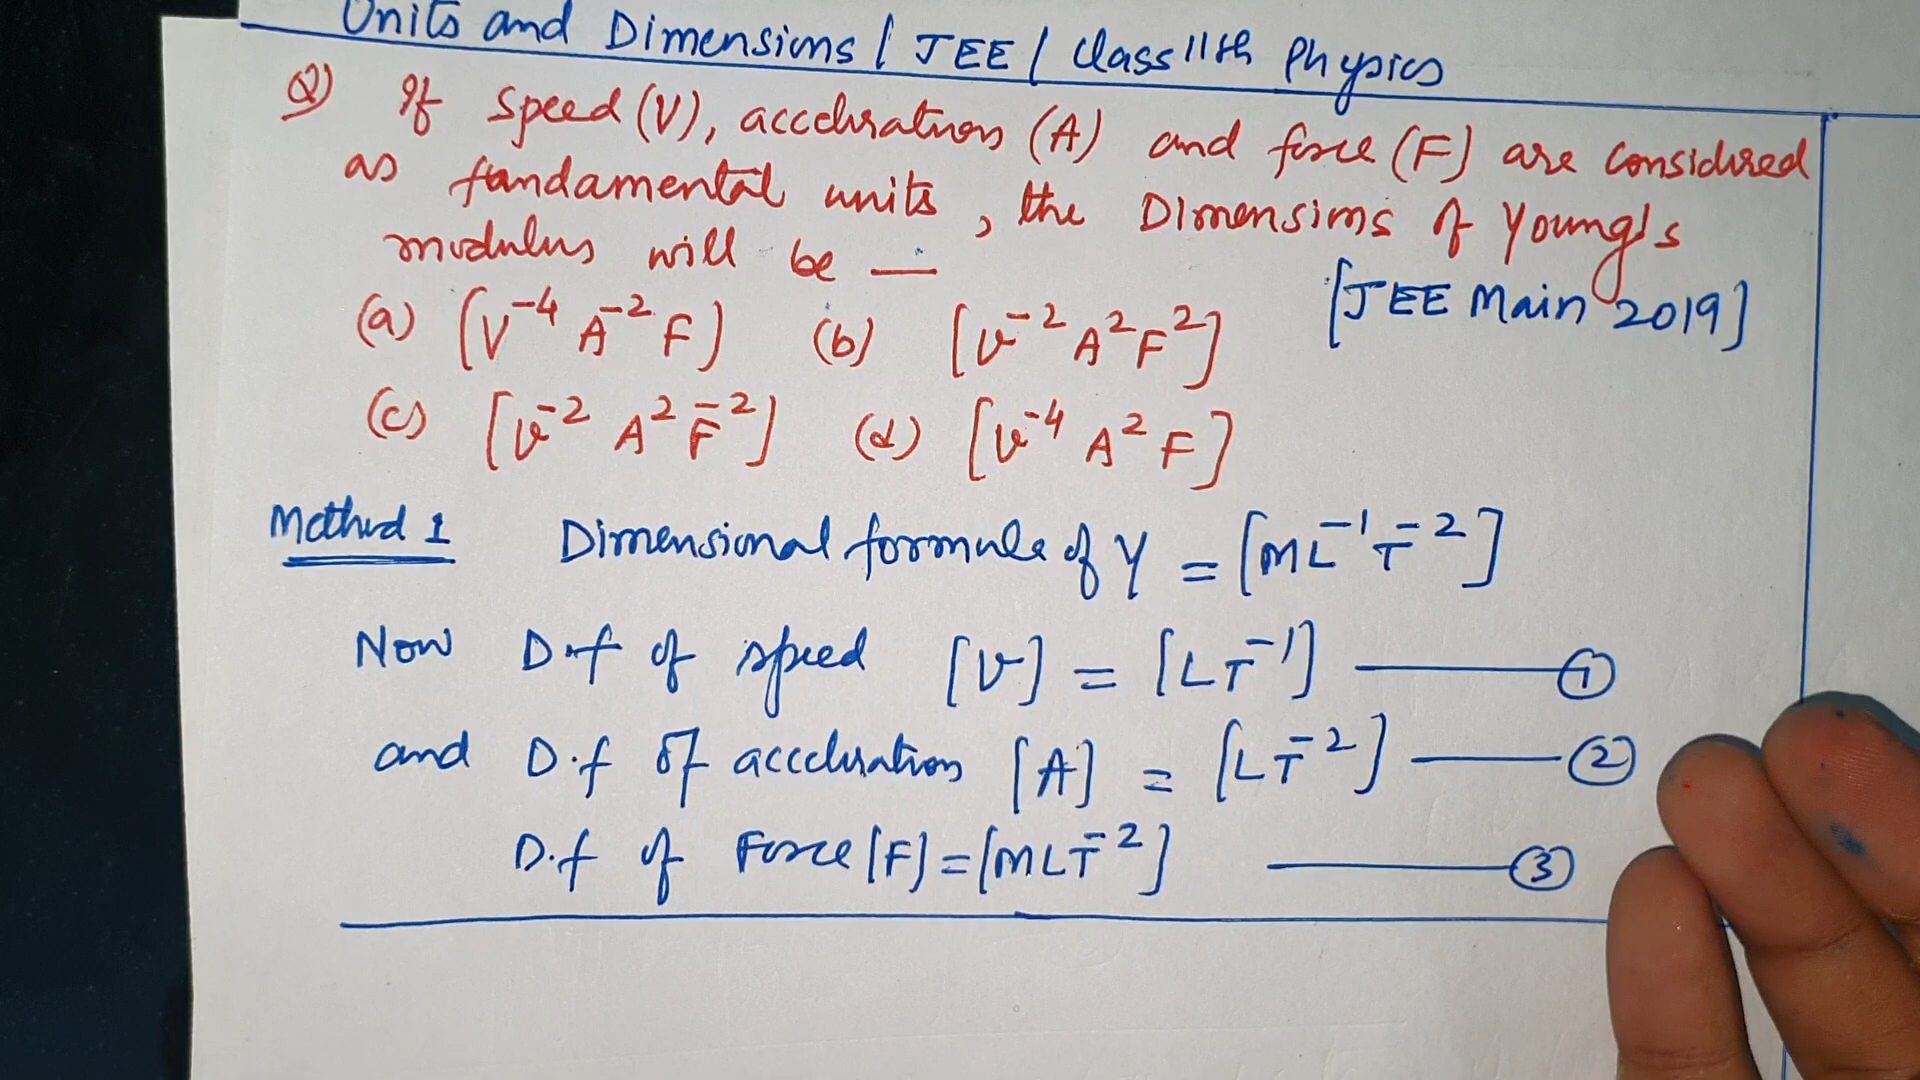 Units and Dimensions / JEE / Class 11th Physics
Q) If speed (V), acceleration (A) and force (F) are considered
as fundamental units, the Dimensions of Young's
modulus will be —
[JEE Main 2019]
(a) [V⁻⁴ A⁻² F] (b) [V⁻² A² F²]
(c) [V⁻² A² F⁻²] (d) [V⁻⁴ A² F]
Method 1 Dimensional formula of Y = [ML⁻¹T⁻²]
Now D.f of speed [V] = [LT⁻¹] — ①
and D.f of acceleration [A] = [LT⁻²] — ②
D.f of Force [F] = [MLT⁻²] — ③